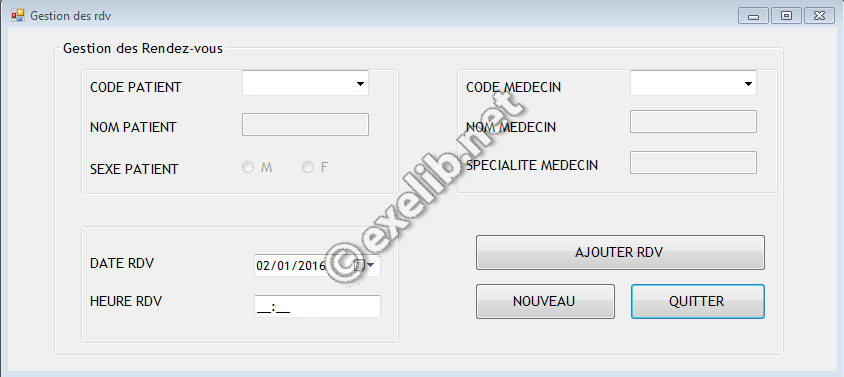 Gestion des rdv
Gestion des Rendez-vous
CODE PATIENT
NOM PATIENT
SEXE PATIENT
M
F
CODE MEDECIN
NOM MEDECIN
SPECIALITE MEDECIN
DATE RDV
02/01/2016
HEURE RDV
__:__
AJOUTER RDV
NOUVEAU
QUITTER
©exelib.net